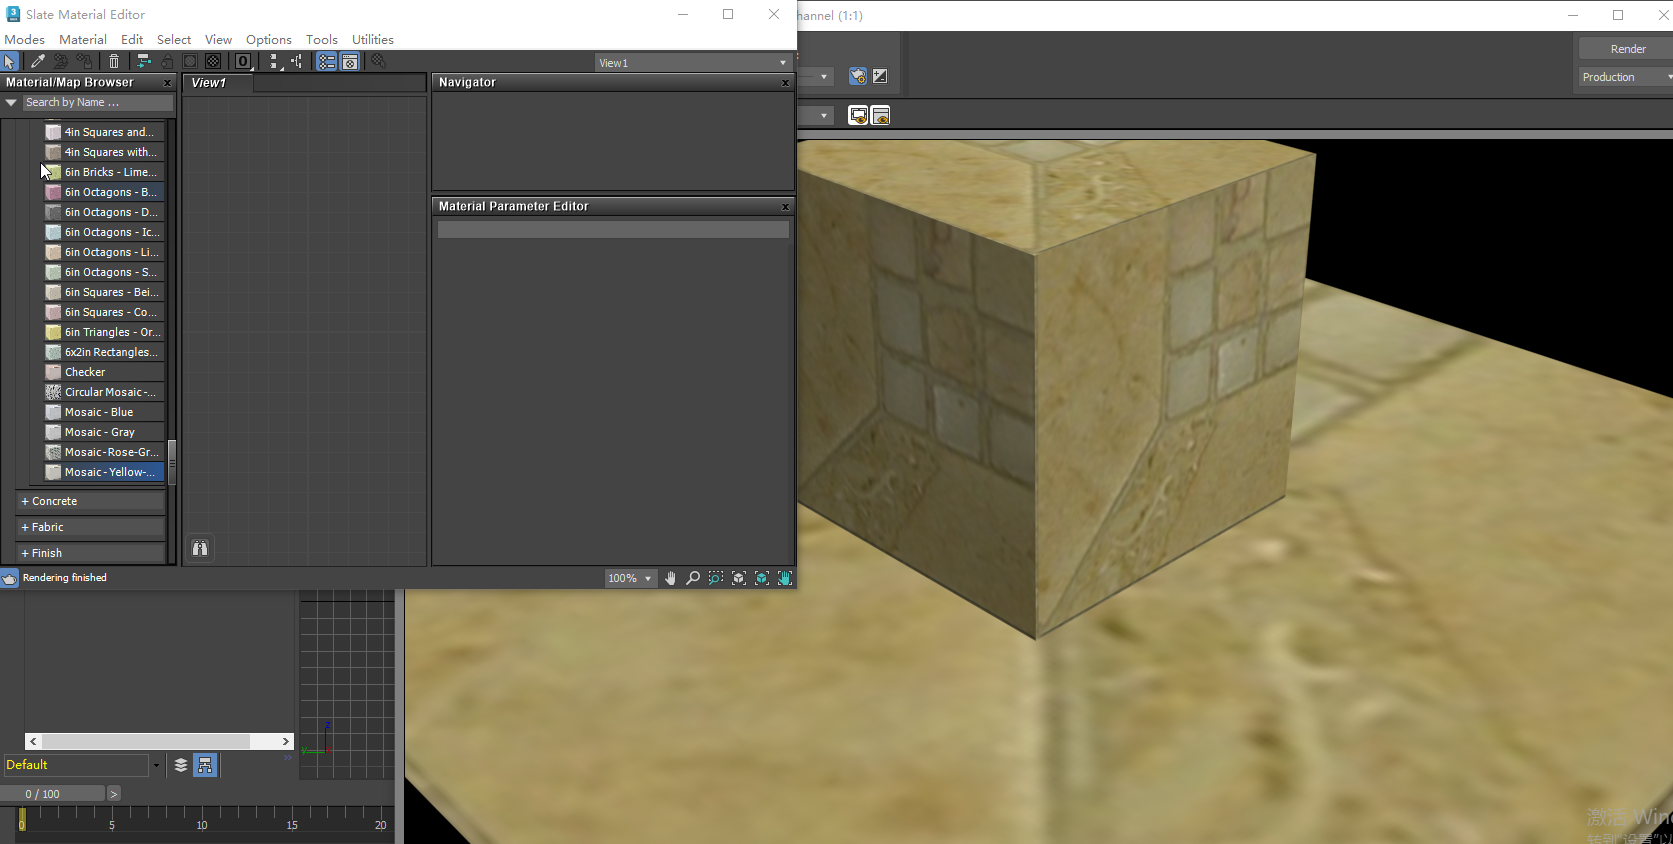 Slate Material Editor
hannel (1:1)
Modes Material Edit Select View Options Tools Utilities
View1
Render
Production
Material/Map Browser
Search by Name ...
View1
Navigator
Material Parameter Editor
4in Squares and...
4in Squares with...
6in Bricks - Lime...
6in Octagons - B...
6in Octagons - D...
6in Octagons - Ic...
6in Octagons - Li...
6in Octagons - S...
6in Squares - Bei...
6in Squares - Co...
6in Triangles - Or...
6x2in Rectangles...
Checker
Circular Mosaic -...
Mosaic - Blue
Mosaic - Gray
Mosaic-Rose-Gr...
Mosaic - Yellow-...
+ Concrete
+ Fabric
+ Finish
Rendering finished
100%
Default
0 / 100
0 5 10 15 20
激活 Wind
转到"设置"以